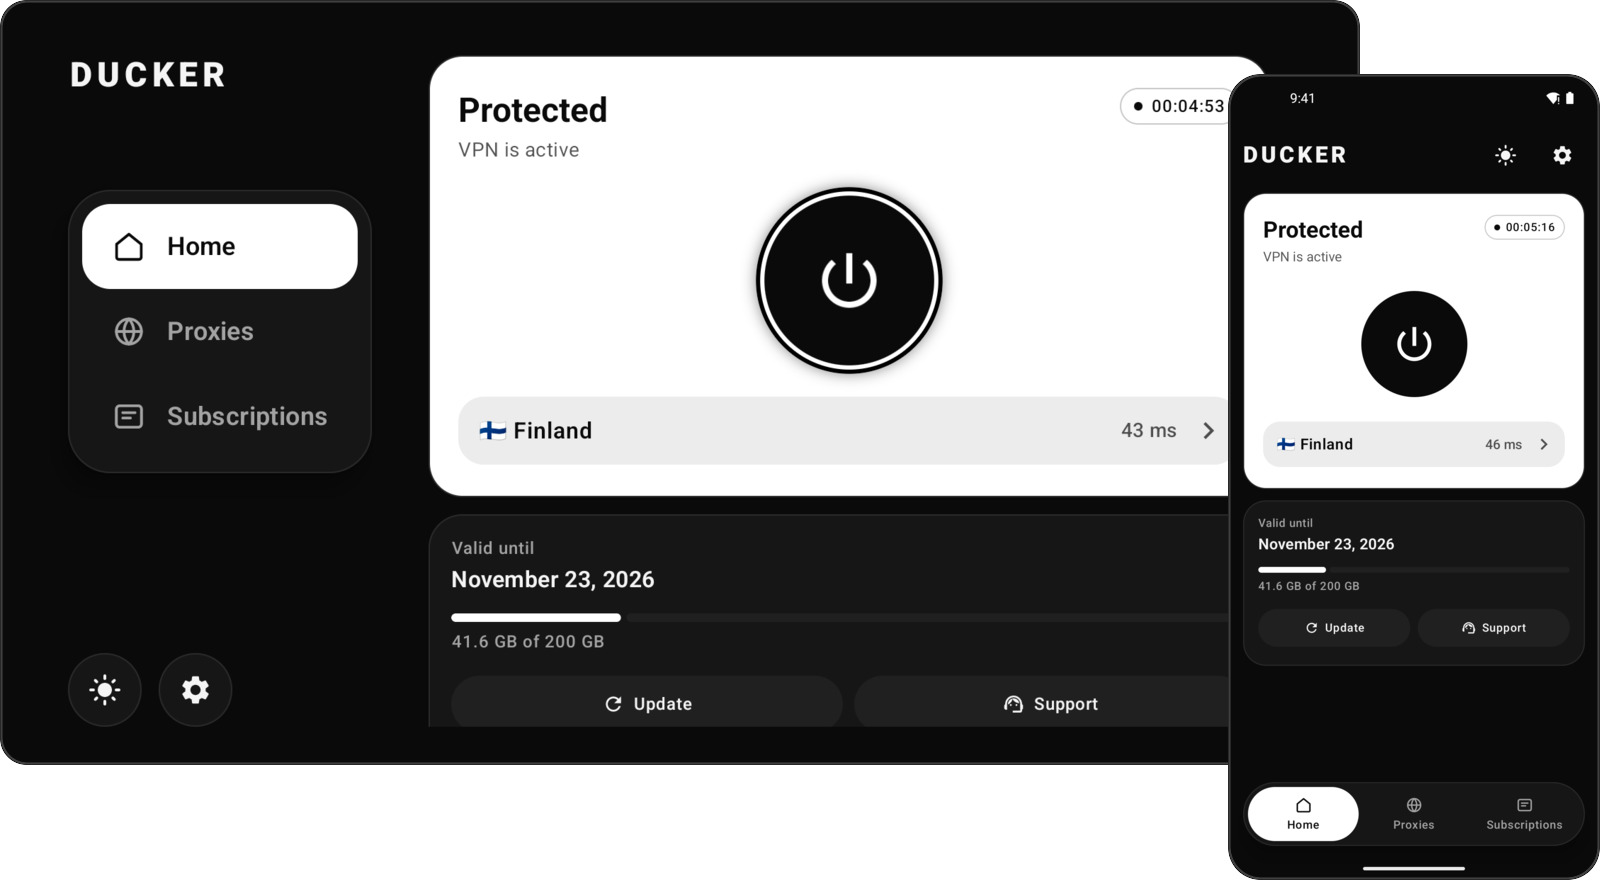 DUCKER
Home
Proxies
Subscriptions
Protected
00:04:53
VPN is active
Finland
43 ms
Valid until
November 23, 2026
41.6 GB of 200 GB
Update
Support
9:41
DUCKER
Protected
00:05:16
VPN is active
Finland
46 ms
Valid until
November 23, 2026
41.6 GB of 200 GB
Update
Support
Home
Proxies
Subscriptions